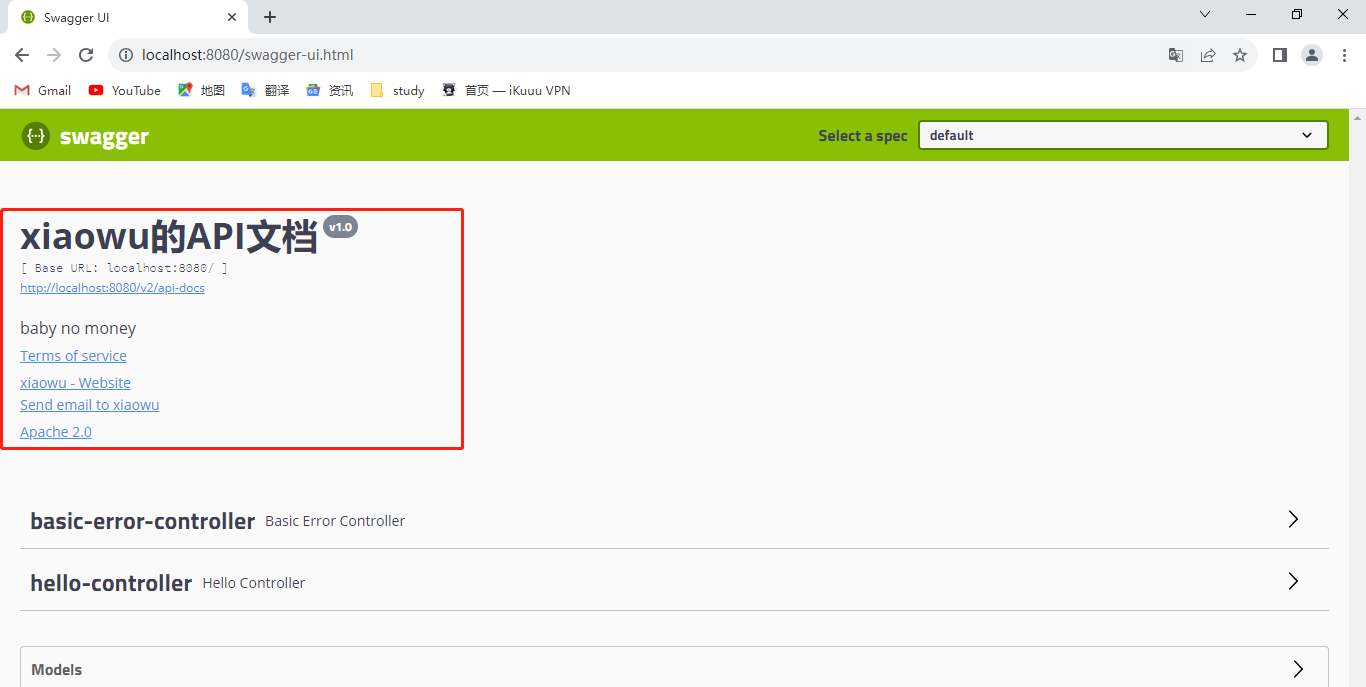 Swagger UI
localhost:8080/swagger-ui.html
Gmail YouTube 地图 翻译 资讯 study 首页 — iKuuu VPN
{···} swagger Select a spec default
xiaowu的API文档 v1.0
[ Base URL: localhost:8080/ ]
http://localhost:8080/v2/api-docs
baby no money
Terms of service
xiaowu - Website
Send email to xiaowu
Apache 2.0
basic-error-controller Basic Error Controller
hello-controller Hello Controller
Models